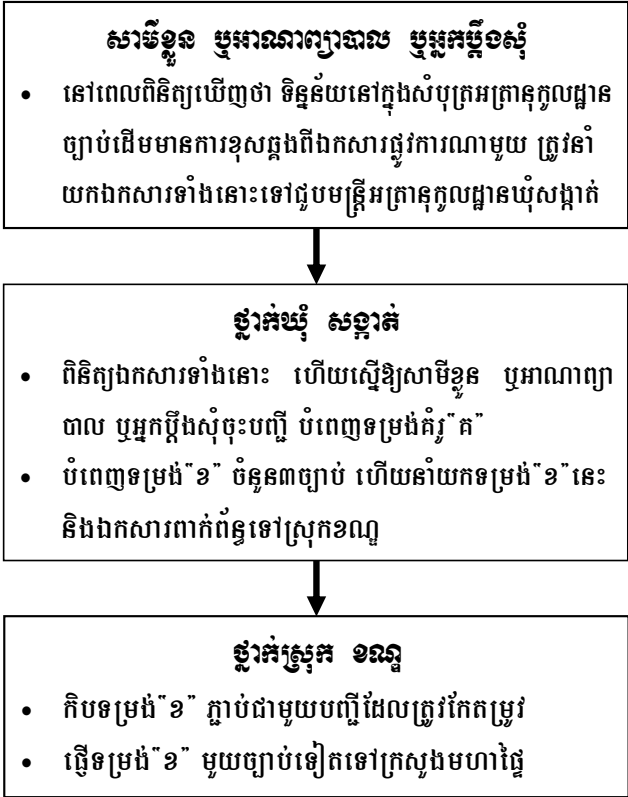 សាមីខ្លួន ឬអាណាព្យាបាល ឬអ្នកប្ដឹងសុំ
• នៅពេលពិនិត្យឃើញថា ទិន្នន័យនៅក្នុងសំបុត្រអត្រានុកូលដ្ឋាន
ច្បាប់ដើមមានការខុសឆ្គងពីឯកសារផ្លូវការណាមួយ ត្រូវនាំ
យកឯកសារទាំងនោះទៅជួបមន្ត្រីអត្រានុកូលដ្ឋានឃុំសង្កាត់
ថ្នាក់ឃុំ សង្កាត់
• ពិនិត្យឯកសារទាំងនោះ ហើយស្នើឱ្យសាមីខ្លួន ឬអាណាព្យា
បាល ឬអ្នកប្ដឹងសុំចុះបញ្ជី បំពេញទម្រង់គំរូ“គ”
• បំពេញទម្រង់“ខ” ចំនួន៣ច្បាប់ ហើយនាំយកទម្រង់“ខ”នេះ
និងឯកសារពាក់ព័ន្ធទៅស្រុកខណ្ឌ
ថ្នាក់ស្រុក ខណ្ឌ
• កិបទម្រង់“ខ” ភ្ជាប់ជាមួយបញ្ជីដែលត្រូវកែតម្រូវ
• ផ្ញើទម្រង់“ខ” មួយច្បាប់ទៀតទៅក្រសួងមហាផ្ទៃ